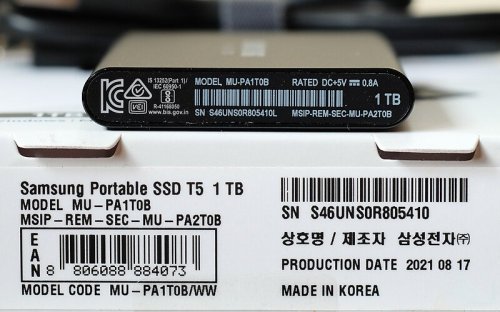 IS 13252(Part 1)/
IEC 60950-1
R-41166050
www.bis.gov.in
MODEL MU-PA1T0B
RATED DC+5V ⎓ 0.8A
1 TB
SN S46UNS0R805410L
MSIP-REM-SEC-MU-PA2T0B
Samsung Portable SSD T5 1 TB
MODEL MU-PA1T0B
MSIP-REM-SEC-MU-PA2T0B
EAN
8 806088 884073
MODEL CODE MU-PA1T0B/WW
SN S46UNS0R805410
상호명 / 제조자 삼성전자㈜
PRODUCTION DATE 2021 08 17
MADE IN KOREA